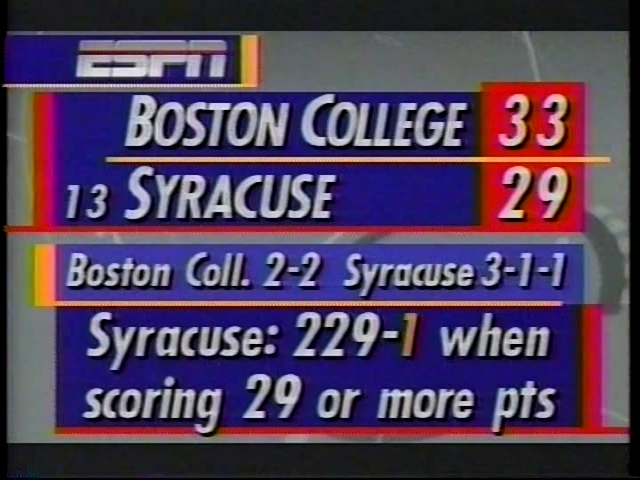 ESPN
BOSTON COLLEGE 33
13 SYRACUSE 29
Boston Coll. 2-2 Syracuse 3-1-1
Syracuse: 229-1 when
scoring 29 or more pts